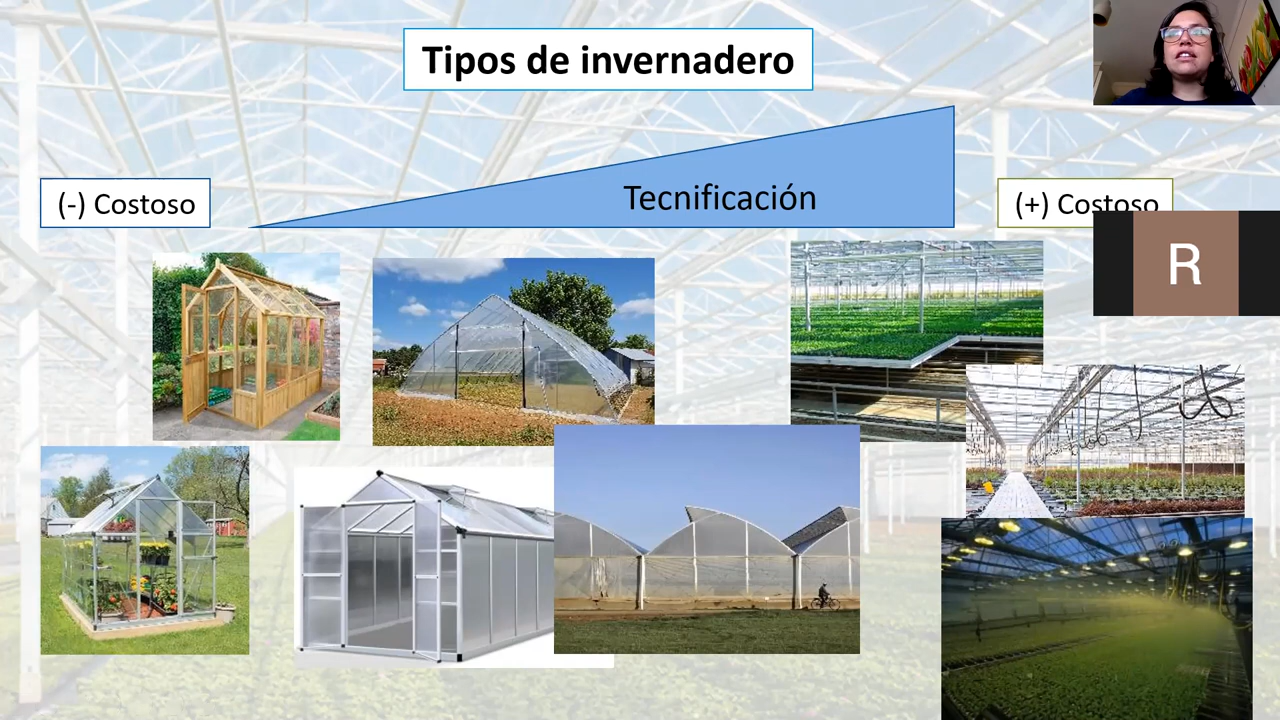 Tipos de invernadero
Tecnificación
(-) Costoso
(+) Costoso
R